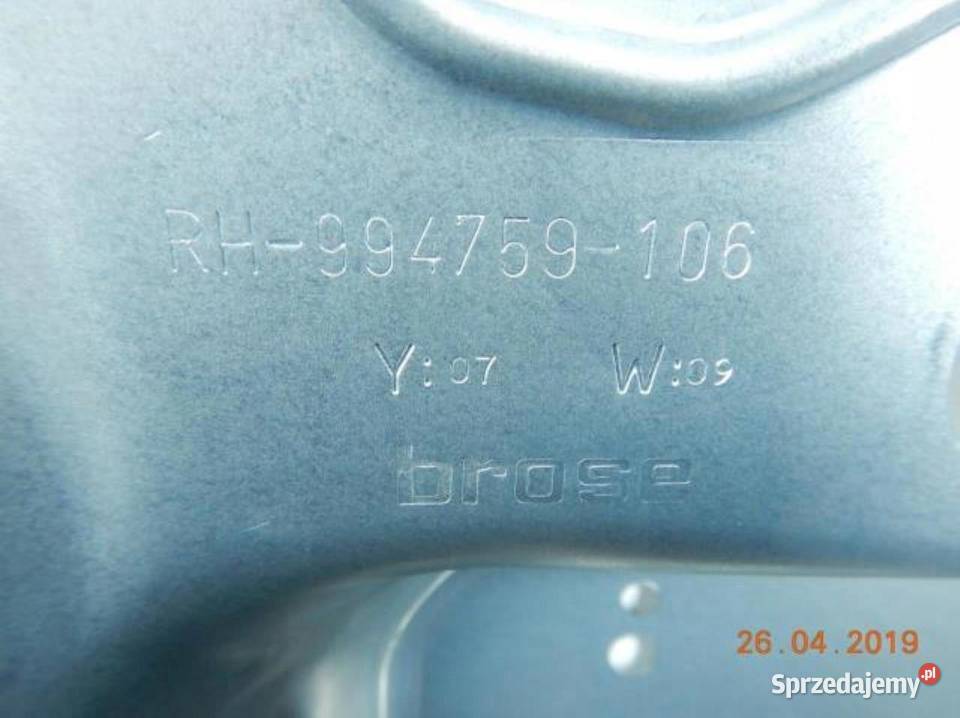 RH-994759-106
Y:07 W:09
brose
26.04.2019
Sprzedajemy.pl